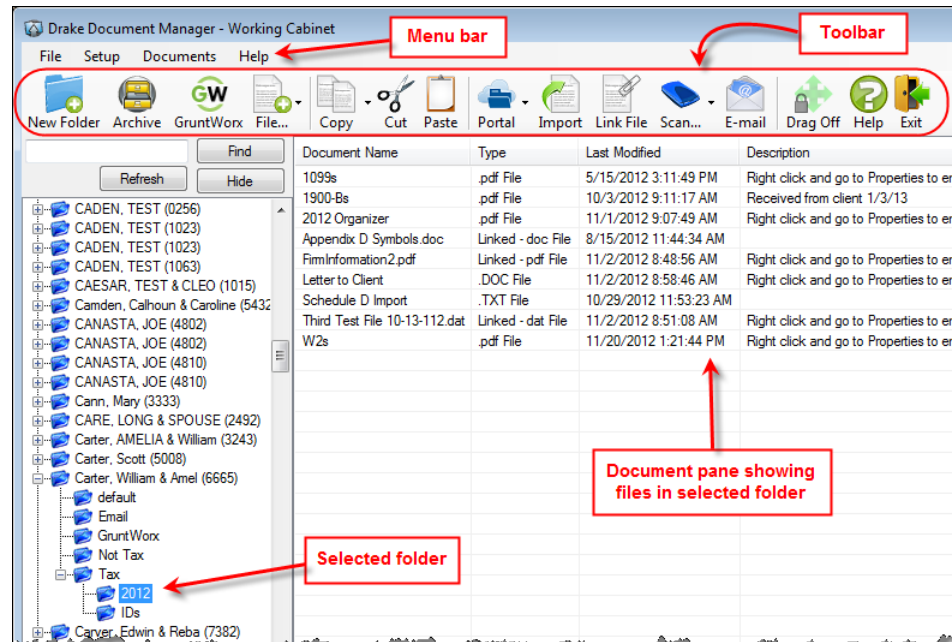 Drake Document Manager - Working Cabinet
Menu bar
Toolbar
File Setup Documents Help
GW
New Folder Archive GruntWorx File... Copy Cut Paste Portal Import Link File Scan... E-mail Drag Off Help Exit
Find
Refresh Hide
CADEN, TEST (0256)
CADEN, TEST (1023)
CADEN, TEST (1023)
CADEN, TEST (1063)
CAESAR, TEST & CLEO (1015)
Camden, Calhoun & Caroline (5432
CANASTA, JOE (4802)
CANASTA, JOE (4802)
CANASTA, JOE (4810)
CANASTA, JOE (4810)
Cann, Mary (3333)
CARE, LONG & SPOUSE (2492)
Carter, AMELIA & William (3243)
Carter, Scott (5008)
Carter, William & Amel (6665)
default
Email
GruntWorx
Not Tax
Tax
2012
IDs
Carver, Edwin & Reba (7382)
Document Name Type Last Modified Description
1099s .pdf File 5/15/2012 3:11:49 PM Right click and go to Properties to er
1900-Bs .pdf File 10/3/2012 9:11:17 AM Received from client 1/3/13
2012 Organizer .pdf File 11/1/2012 9:07:49 AM Right click and go to Properties to er
Appendix D Symbols.doc Linked - doc File 8/15/2012 11:44:34 AM
FirmInformation2.pdf Linked - pdf File 11/2/2012 8:48:56 AM Right click and go to Properties to er
Letter to Client .DOC File 11/2/2012 8:58:46 AM Right click and go to Properties to er
Schedule D Import .TXT File 10/29/2012 11:53:23 AM
Third Test File 10-13-112.dat Linked - dat File 11/2/2012 8:51:08 AM Right click and go to Properties to er
W2s .pdf File 11/20/2012 1:21:44 PM Right click and go to Properties to er
Document pane showing
files in selected folder
Selected folder